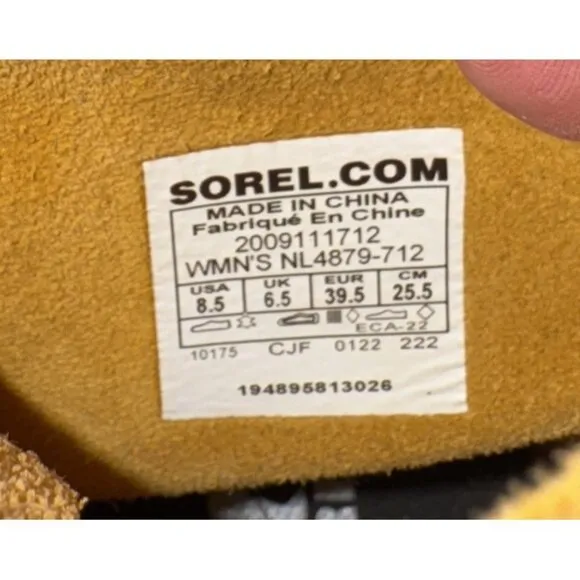 SOREL.COM
MADE IN CHINA
Fabriqué En Chine
2009111712
WMN'S NL4879-712
USA UK EUR CM
8.5 6.5 39.5 25.5
ECA-22
10175 CJF 0122 222
194895813026